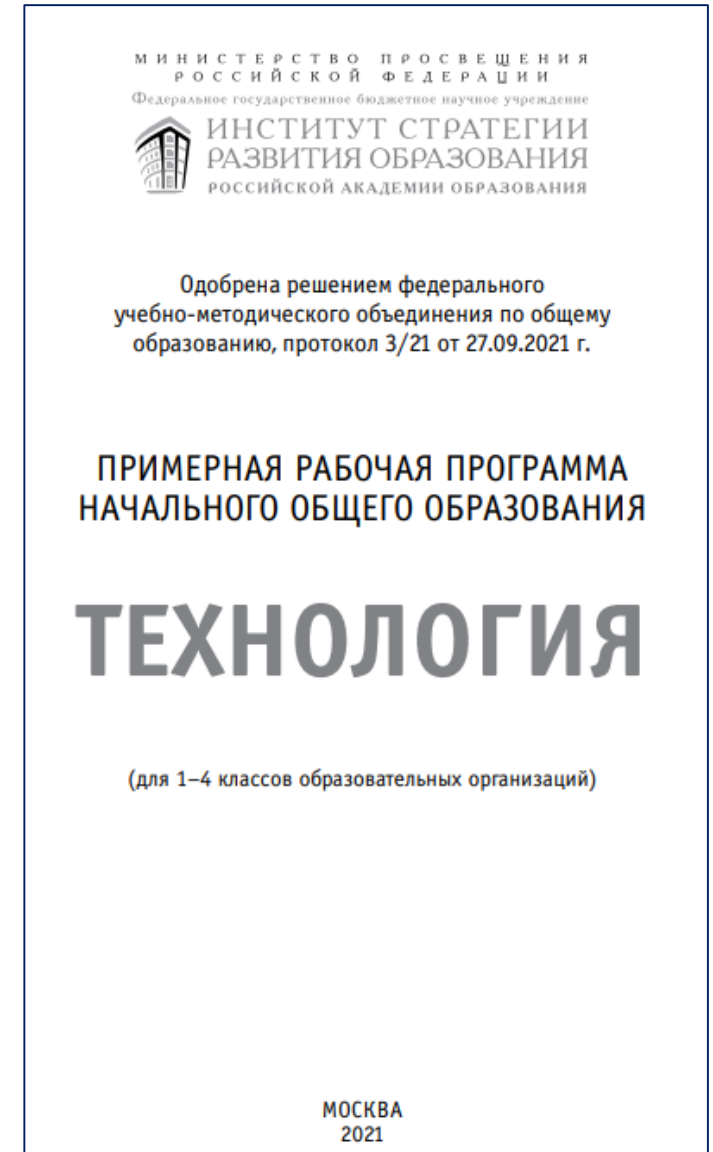 МИНИСТЕРСТВО ПРОСВЕЩЕНИЯ
РОССИЙСКОЙ ФЕДЕРАЦИИ
Федеральное государственное бюджетное научное учреждение
ИНСТИТУТ СТРАТЕГИИ
РАЗВИТИЯ ОБРАЗОВАНИЯ
РОССИЙСКОЙ АКАДЕМИИ ОБРАЗОВАНИЯ
Одобрена решением федерального
учебно-методического объединения по общему
образованию, протокол 3/21 от 27.09.2021 г.
ПРИМЕРНАЯ РАБОЧАЯ ПРОГРАММА
НАЧАЛЬНОГО ОБЩЕГО ОБРАЗОВАНИЯ
ТЕХНОЛОГИЯ
(для 1–4 классов образовательных организаций)
МОСКВА
2021